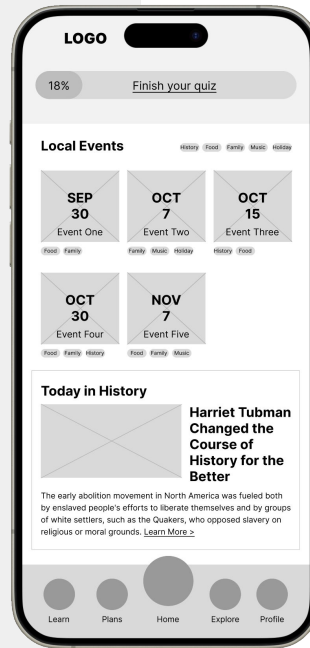 LOGO
18% Finish your quiz
Local Events
History Food Family Music Holiday
SEP
30
Event One
Food Family
OCT
7
Event Two
Family Music Holiday
OCT
15
Event Three
History Food
OCT
30
Event Four
Food Family History
NOV
7
Event Five
Food Family Music
Today in History
Harriet Tubman
Changed the
Course of
History for the
Better
The early abolition movement in North America was fueled both
by enslaved people's efforts to liberate themselves and by groups
of white settlers, such as the Quakers, who opposed slavery on
religious or moral grounds. Learn More >
Learn Plans Home Explore Profile